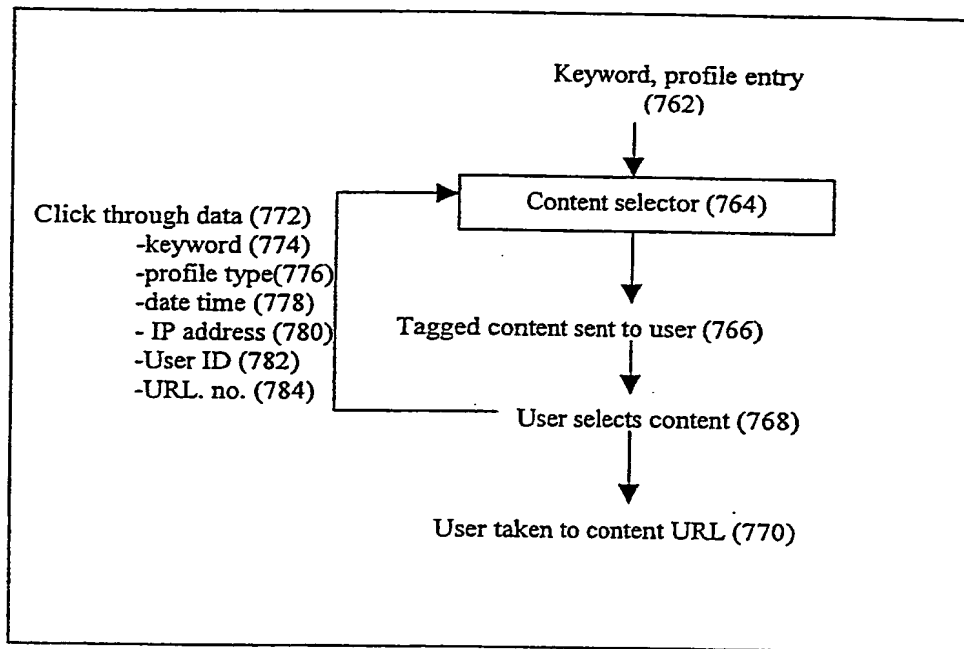 Keyword, profile entry
(762)
Content selector (764)
Click through data (772)
-keyword (774)
-profile type(776)
-date time (778)
- IP address (780)
-User ID (782)
-URL. no. (784)
Tagged content sent to user (766)
User selects content (768)
User taken to content URL (770)